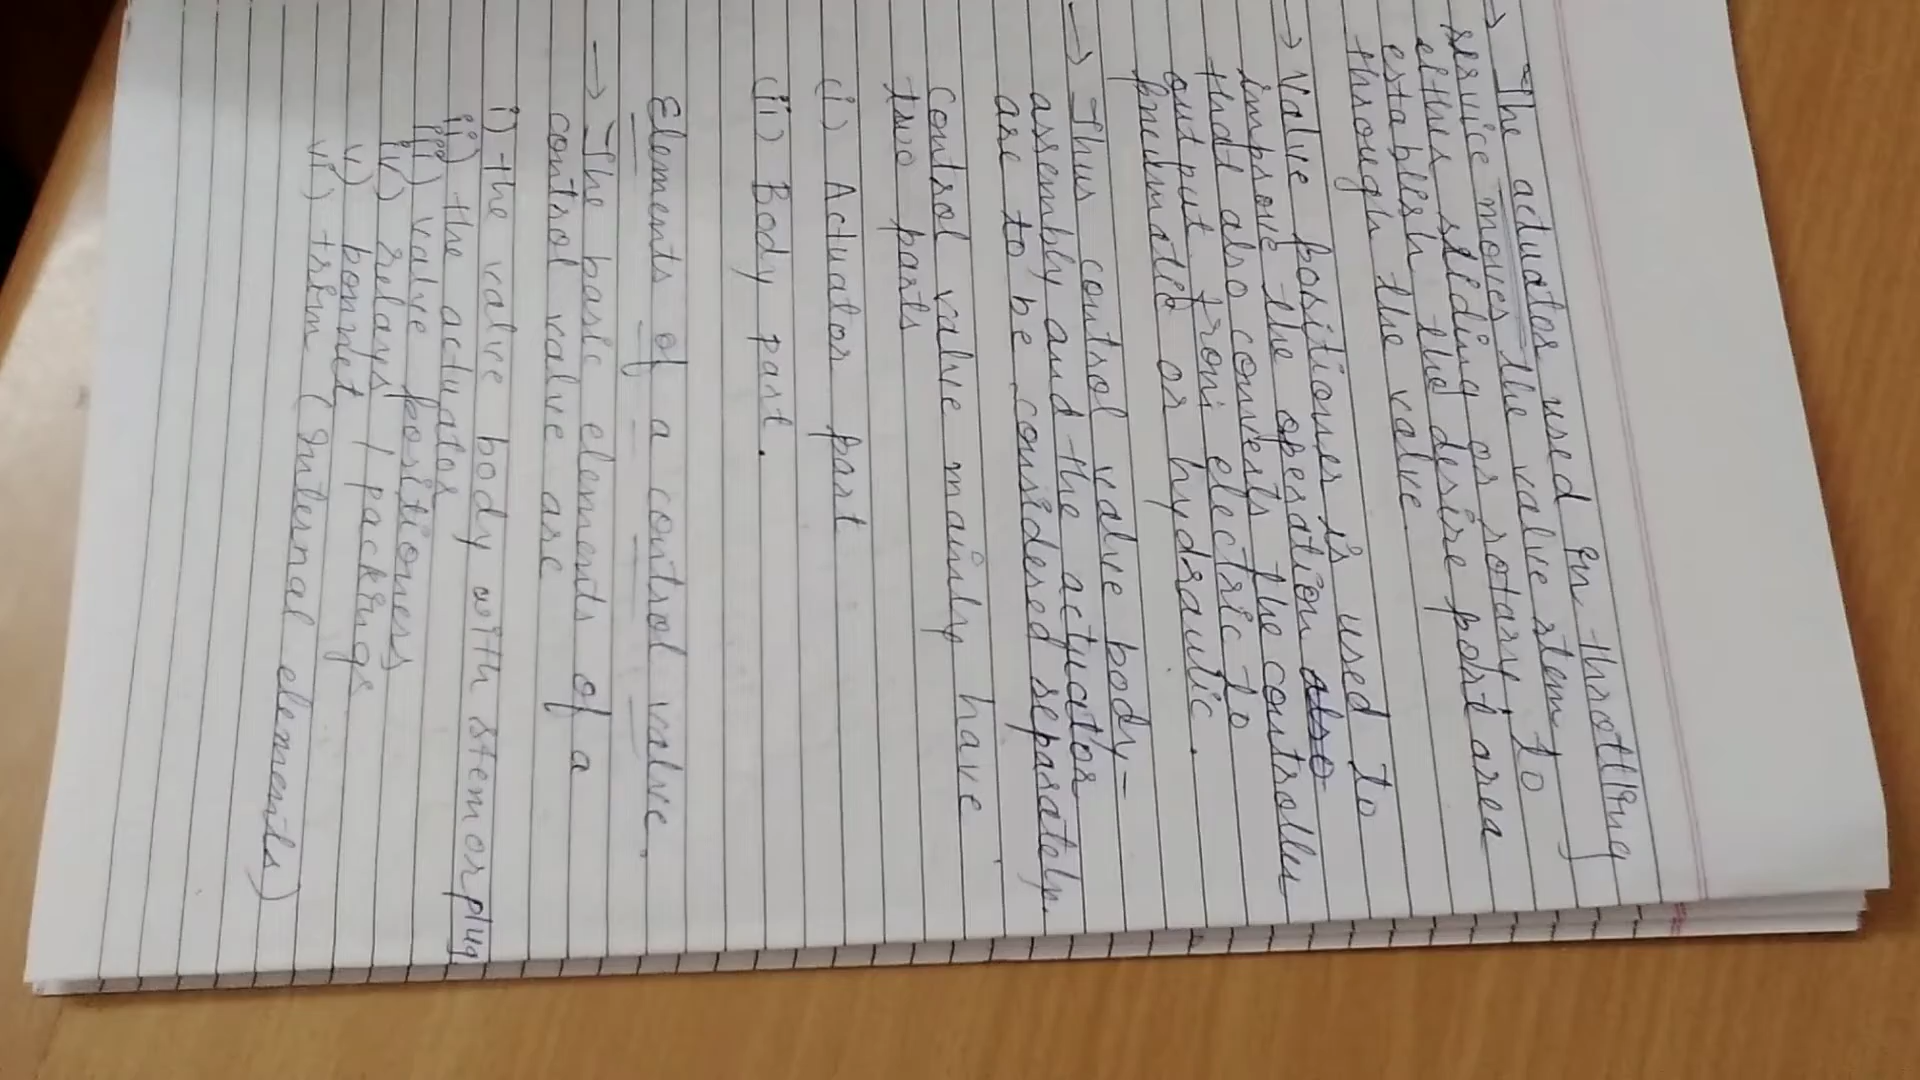 → The actuator used in throttling
service moves the valve stem to
either sliding or rotary to
establish the desire port area
through the valve
→ Valve positioner is used to
improve the operation also
that also converts the controller
output from electric to
pneumatic or hydraulic.
→ Thus control valve body-
assembly and the actuator
are to be considered separately.
Control valve mainly have
two parts
(i) Actuator part
(ii) Body part.
Elements of a control valve.
→ The basic elements of a
control valve are
i) the valve body with stem or plug
ii) the actuator
iii) valve positioners
iv) relays / packings
v) bonnet
vi) trim (internal elements)